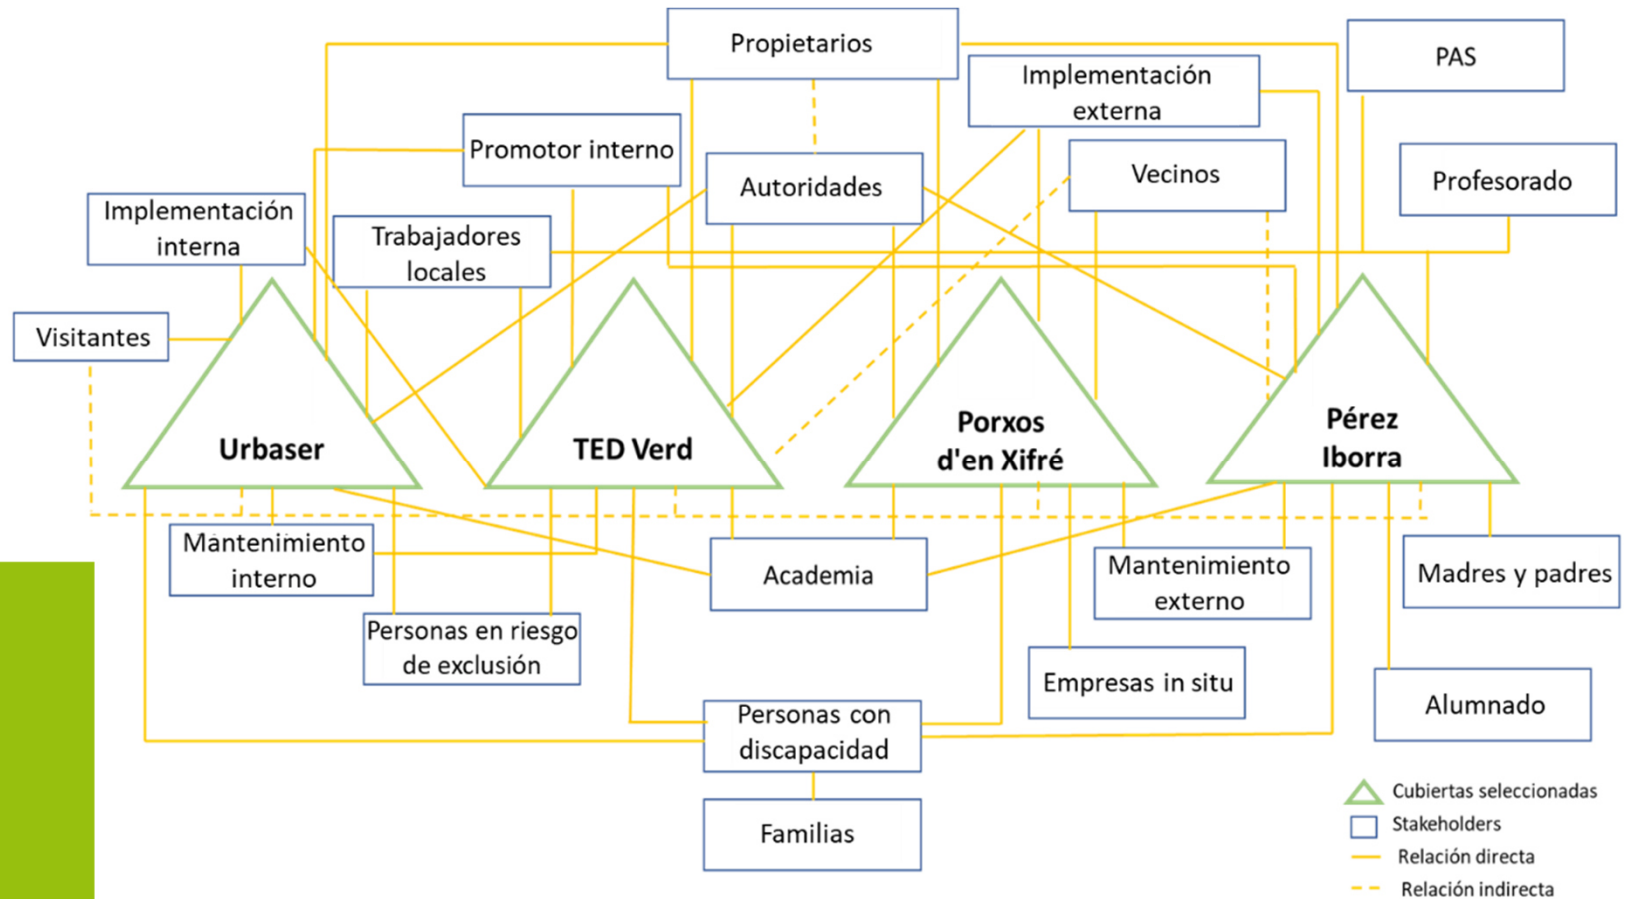 Propietarios
PAS
Implementación
externa
Promotor interno
Vecinos
Autoridades
Profesorado
Implementación
interna
Trabajadores
locales
Visitantes
Urbaser
TED Verd
Porxos
d'en Xifré
Pérez
Iborra
Mantenimiento
interno
Academia
Mantenimiento
externo
Madres y padres
Personas en riesgo
de exclusión
Empresas in situ
Alumnado
Personas con
discapacidad
Familias
Cubiertas seleccionadas
Stakeholders
Relación directa
Relación indirecta